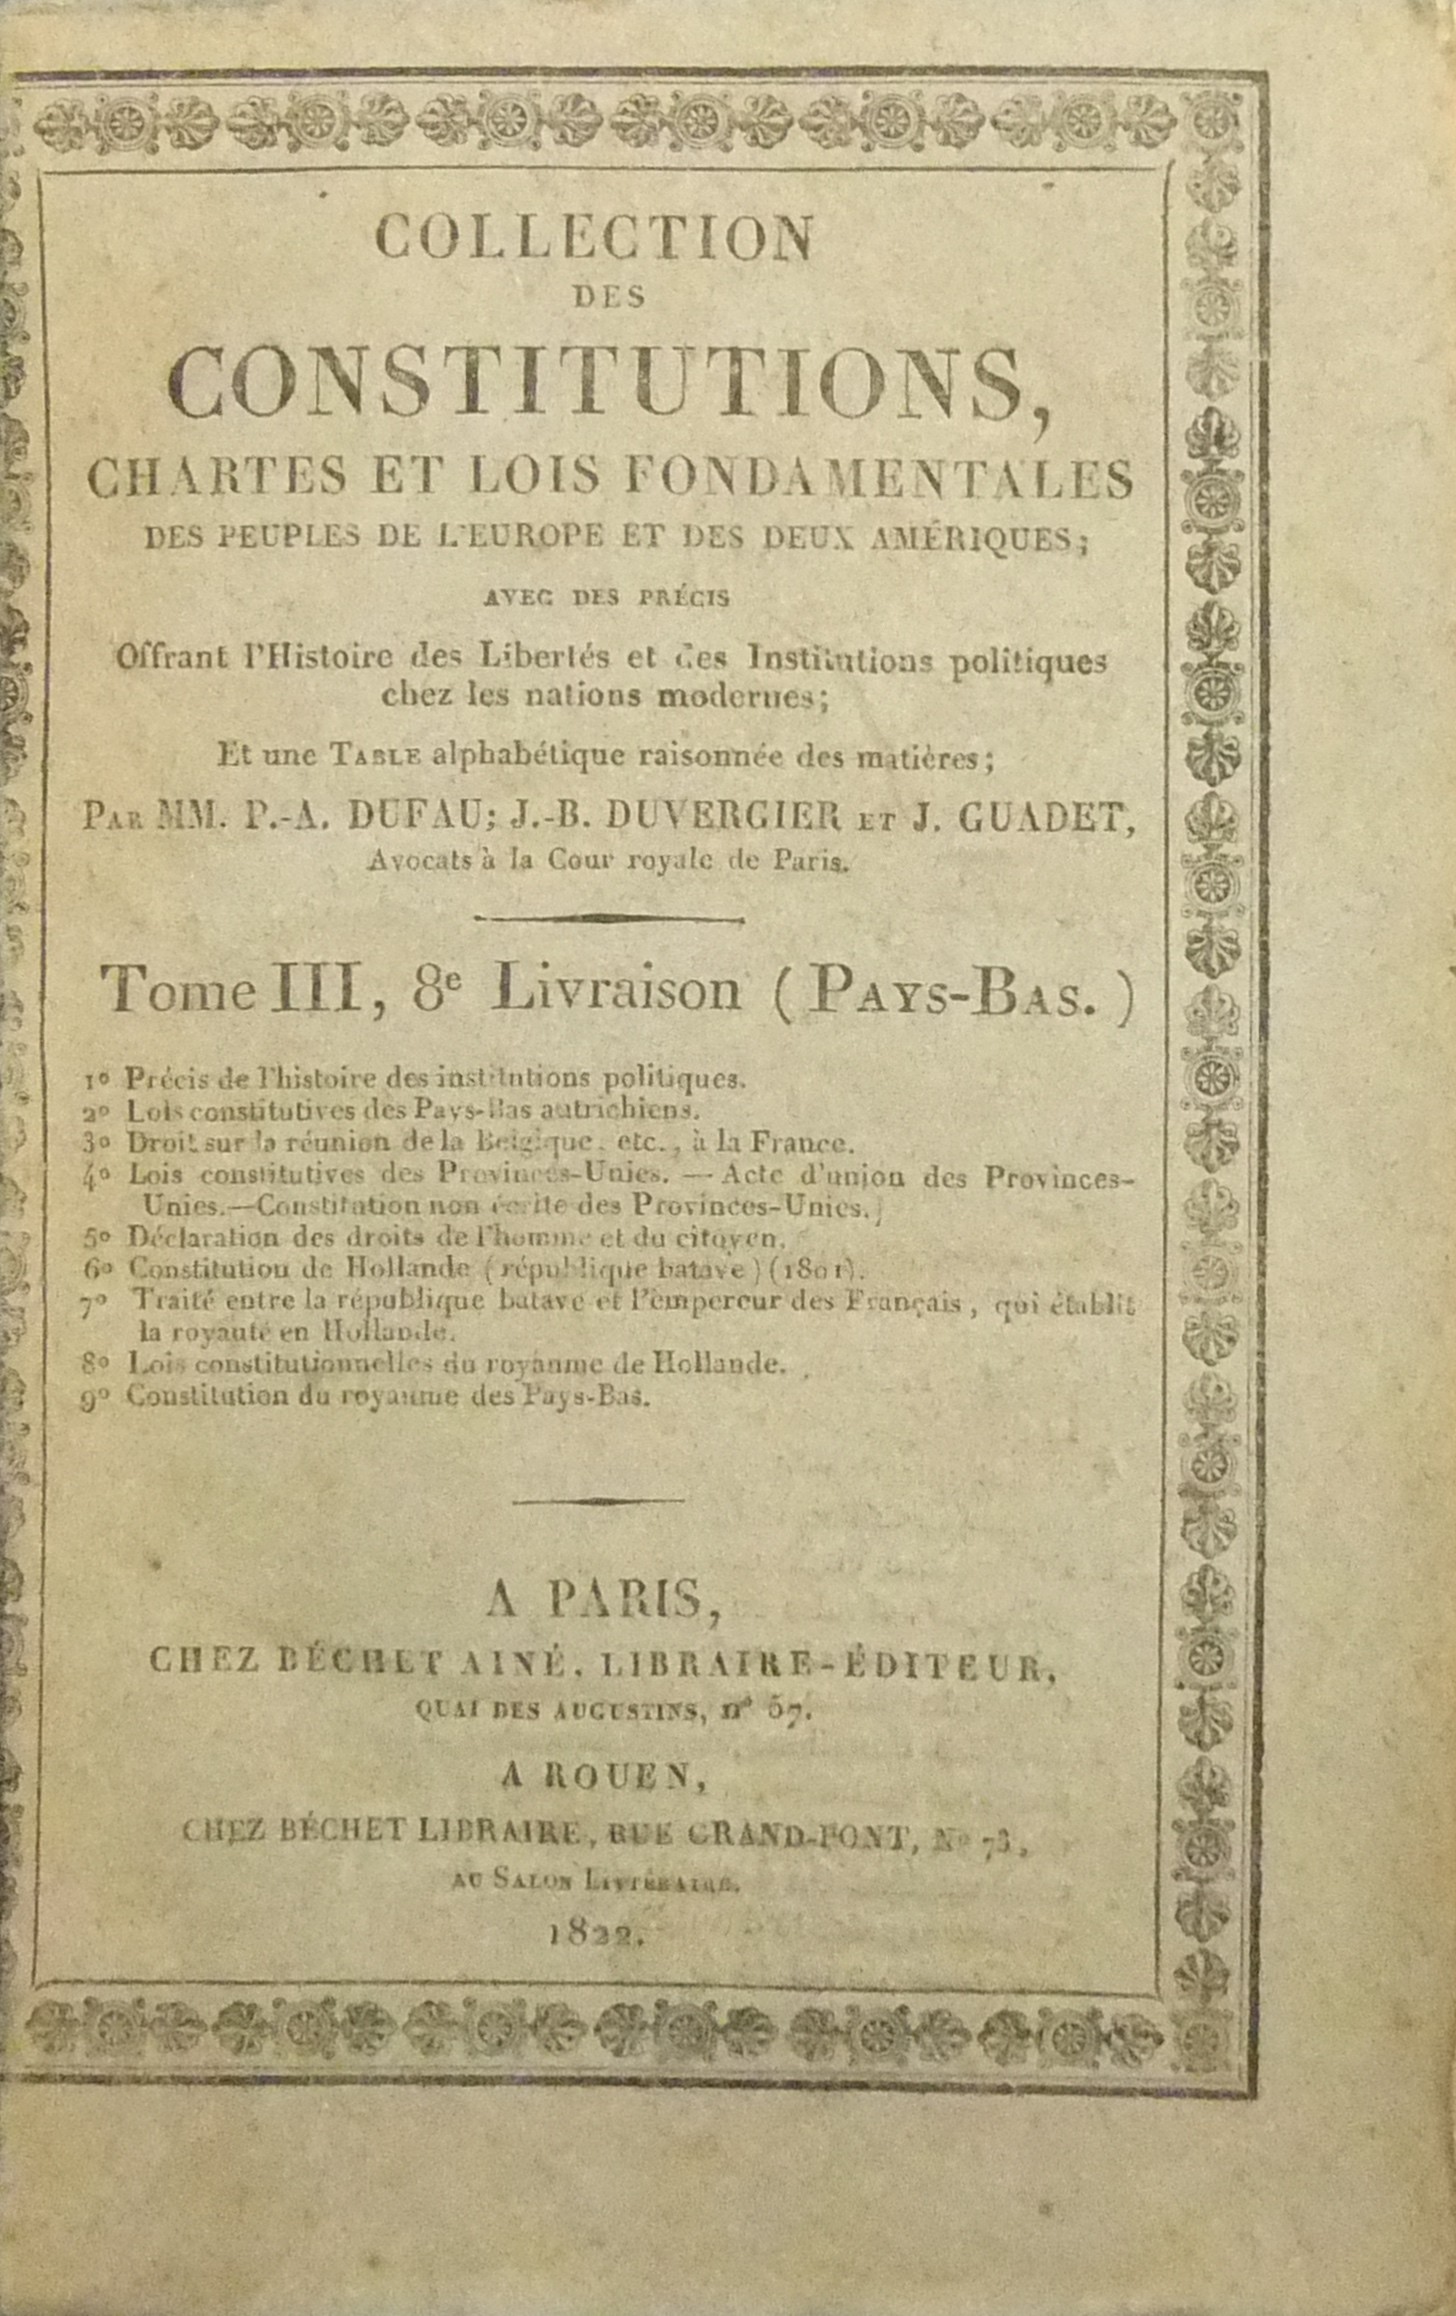 COLLECTION
DES
CONSTITUTIONS,
CHARTES ET LOIS FONDAMENTALES
DES PEUPLES DE L'EUROPE ET DES DEUX AMÉRIQUES;
AVEC DES PRÉCIS
Offrant l'Histoire des Libertés et des Institutions politiques
chez les nations modernes;
Et une TABLE alphabétique raisonnée des matières;
PAR MM. P.-A. DUFAU; J.-B. DUVERGIER ET J. GUADET,
Avocats à la Cour royale de Paris.
Tome III, 8e Livraison (PAYS-BAS.)
1o Précis de l'histoire des institutions politiques.
2o Lois constitutives des Pays-Bas autrichiens.
3o Droit sur la réunion de la Belgique, etc., à la France.
4o Lois constitutives des Provinces-Unies. — Acte d'union des Provinces-
Unies.—Constitution non écrite des Provinces-Unies.
5o Déclaration des droits de l'homme et du citoyen.
6o Constitution de Hollande (république batave) (1801).
7o Traité entre la république batave et l'empereur des Français, qui établit
la royauté en Hollande.
8o Lois constitutionnelles du royaume de Hollande.
9o Constitution du royaume des Pays-Bas.
A PARIS,
CHEZ BÉCHET AINÉ, LIBRAIRE-ÉDITEUR,
QUAI DES AUGUSTINS, no 57.
A ROUEN,
CHEZ BÉCHET LIBRAIRE, RUE GRAND-PONT, No 73,
AU SALON LITTÉRAIRE.
1822.